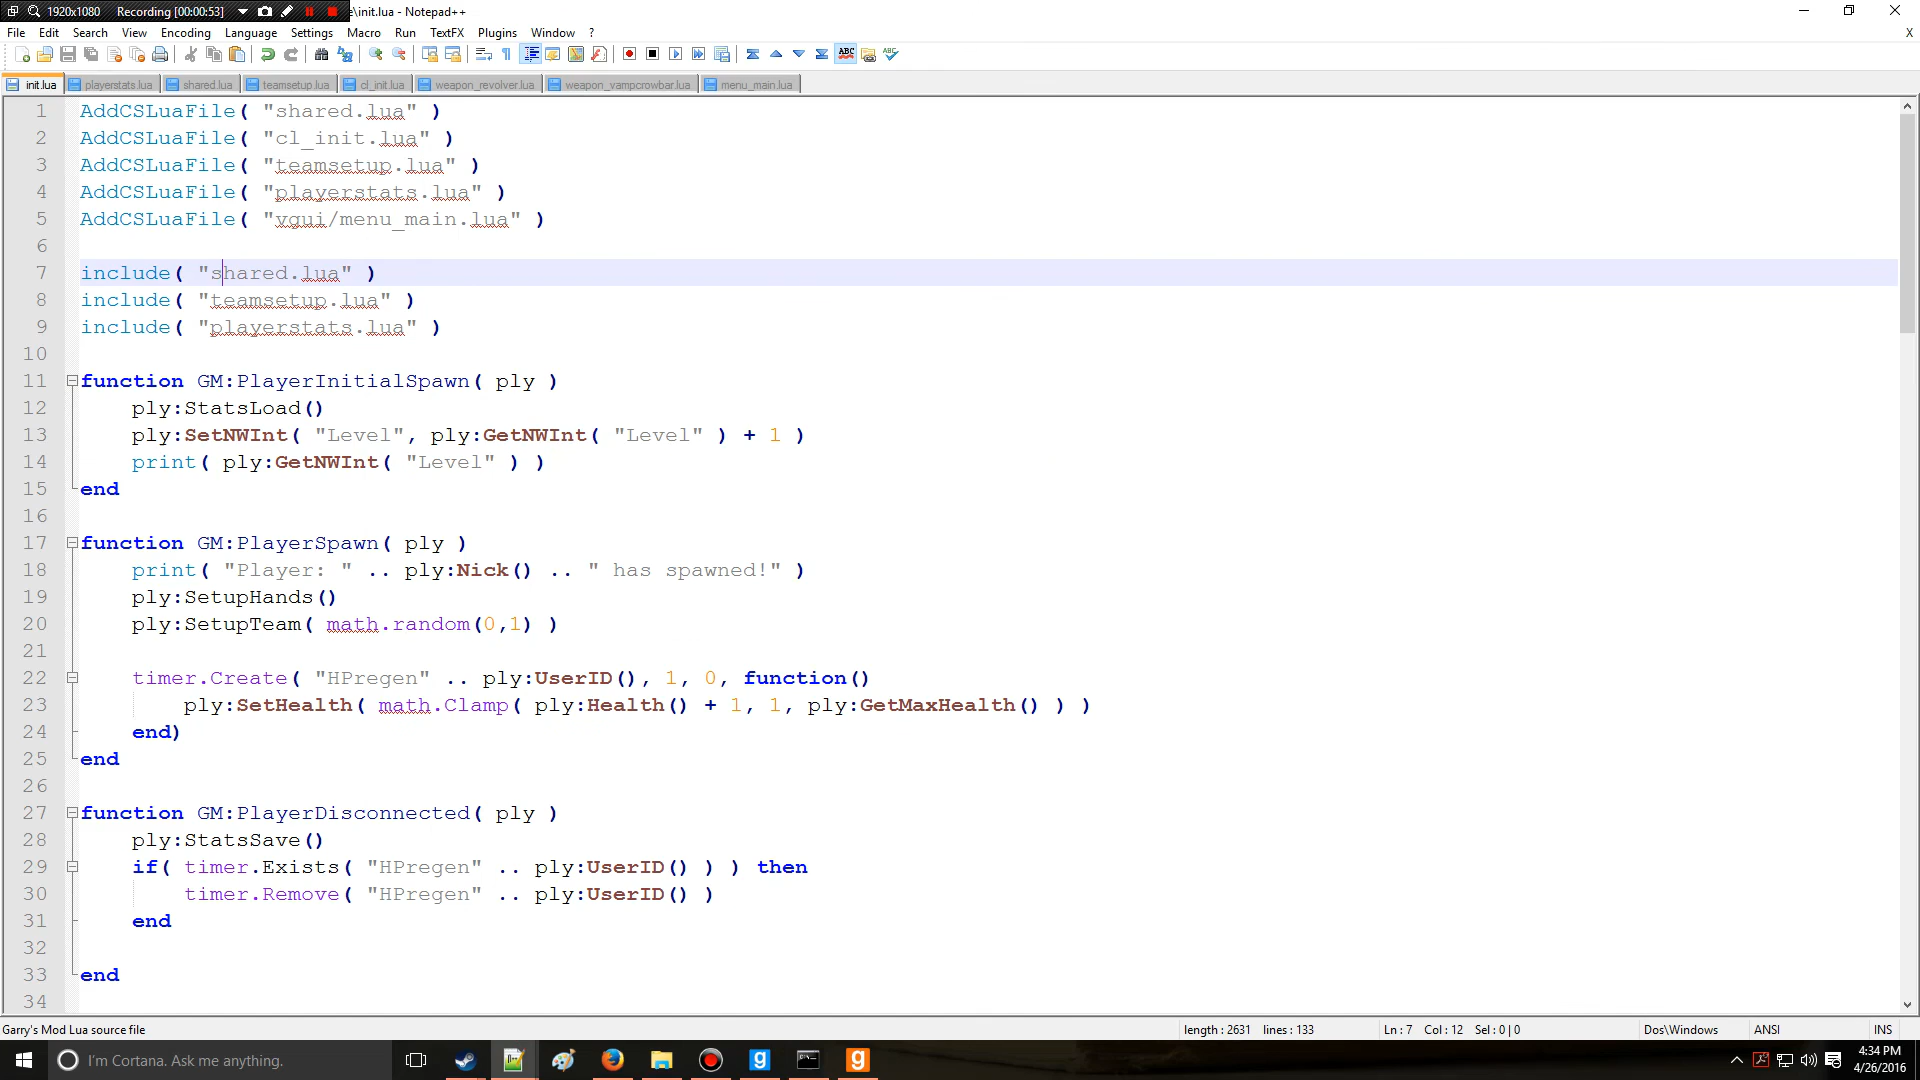 1920x1080 Recording [00:00:53] e\init.lua - Notepad++
File Edit Search View Encoding Language Settings Macro Run TextFX Plugins Window ? X
init.lua playerstats.lua shared.lua teamsetup.lua cl_init.lua weapon_revolver.lua weapon_vampcrowbar.lua menu_main.lua
1 AddCSLuaFile( "shared.lua" )
2 AddCSLuaFile( "cl_init.lua" )
3 AddCSLuaFile( "teamsetup.lua" )
4 AddCSLuaFile( "playerstats.lua" )
5 AddCSLuaFile( "vgui/menu_main.lua" )
6
7 include( "shared.lua" )
8 include( "teamsetup.lua" )
9 include( "playerstats.lua" )
10
11 function GM:PlayerInitialSpawn( ply )
12 ply:StatsLoad()
13 ply:SetNWInt( "Level", ply:GetNWInt( "Level" ) + 1 )
14 print( ply:GetNWInt( "Level" ) )
15 end
16
17 function GM:PlayerSpawn( ply )
18 print( "Player: " .. ply:Nick() .. " has spawned!" )
19 ply:SetupHands()
20 ply:SetupTeam( math.random(0,1) )
21
22 timer.Create( "HPregen" .. ply:UserID(), 1, 0, function()
23 ply:SetHealth( math.Clamp( ply:Health() + 1, 1, ply:GetMaxHealth() ) )
24 end)
25 end
26
27 function GM:PlayerDisconnected( ply )
28 ply:StatsSave()
29 if( timer.Exists( "HPregen" .. ply:UserID() ) ) then
30 timer.Remove( "HPregen" .. ply:UserID() )
31 end
32
33 end
34
Garry's Mod Lua source file length : 2631 lines : 133 Ln : 7 Col : 12 Sel : 0 | 0 Dos\Windows ANSI INS
I'm Cortana. Ask me anything. 4:34 PM
4/26/2016